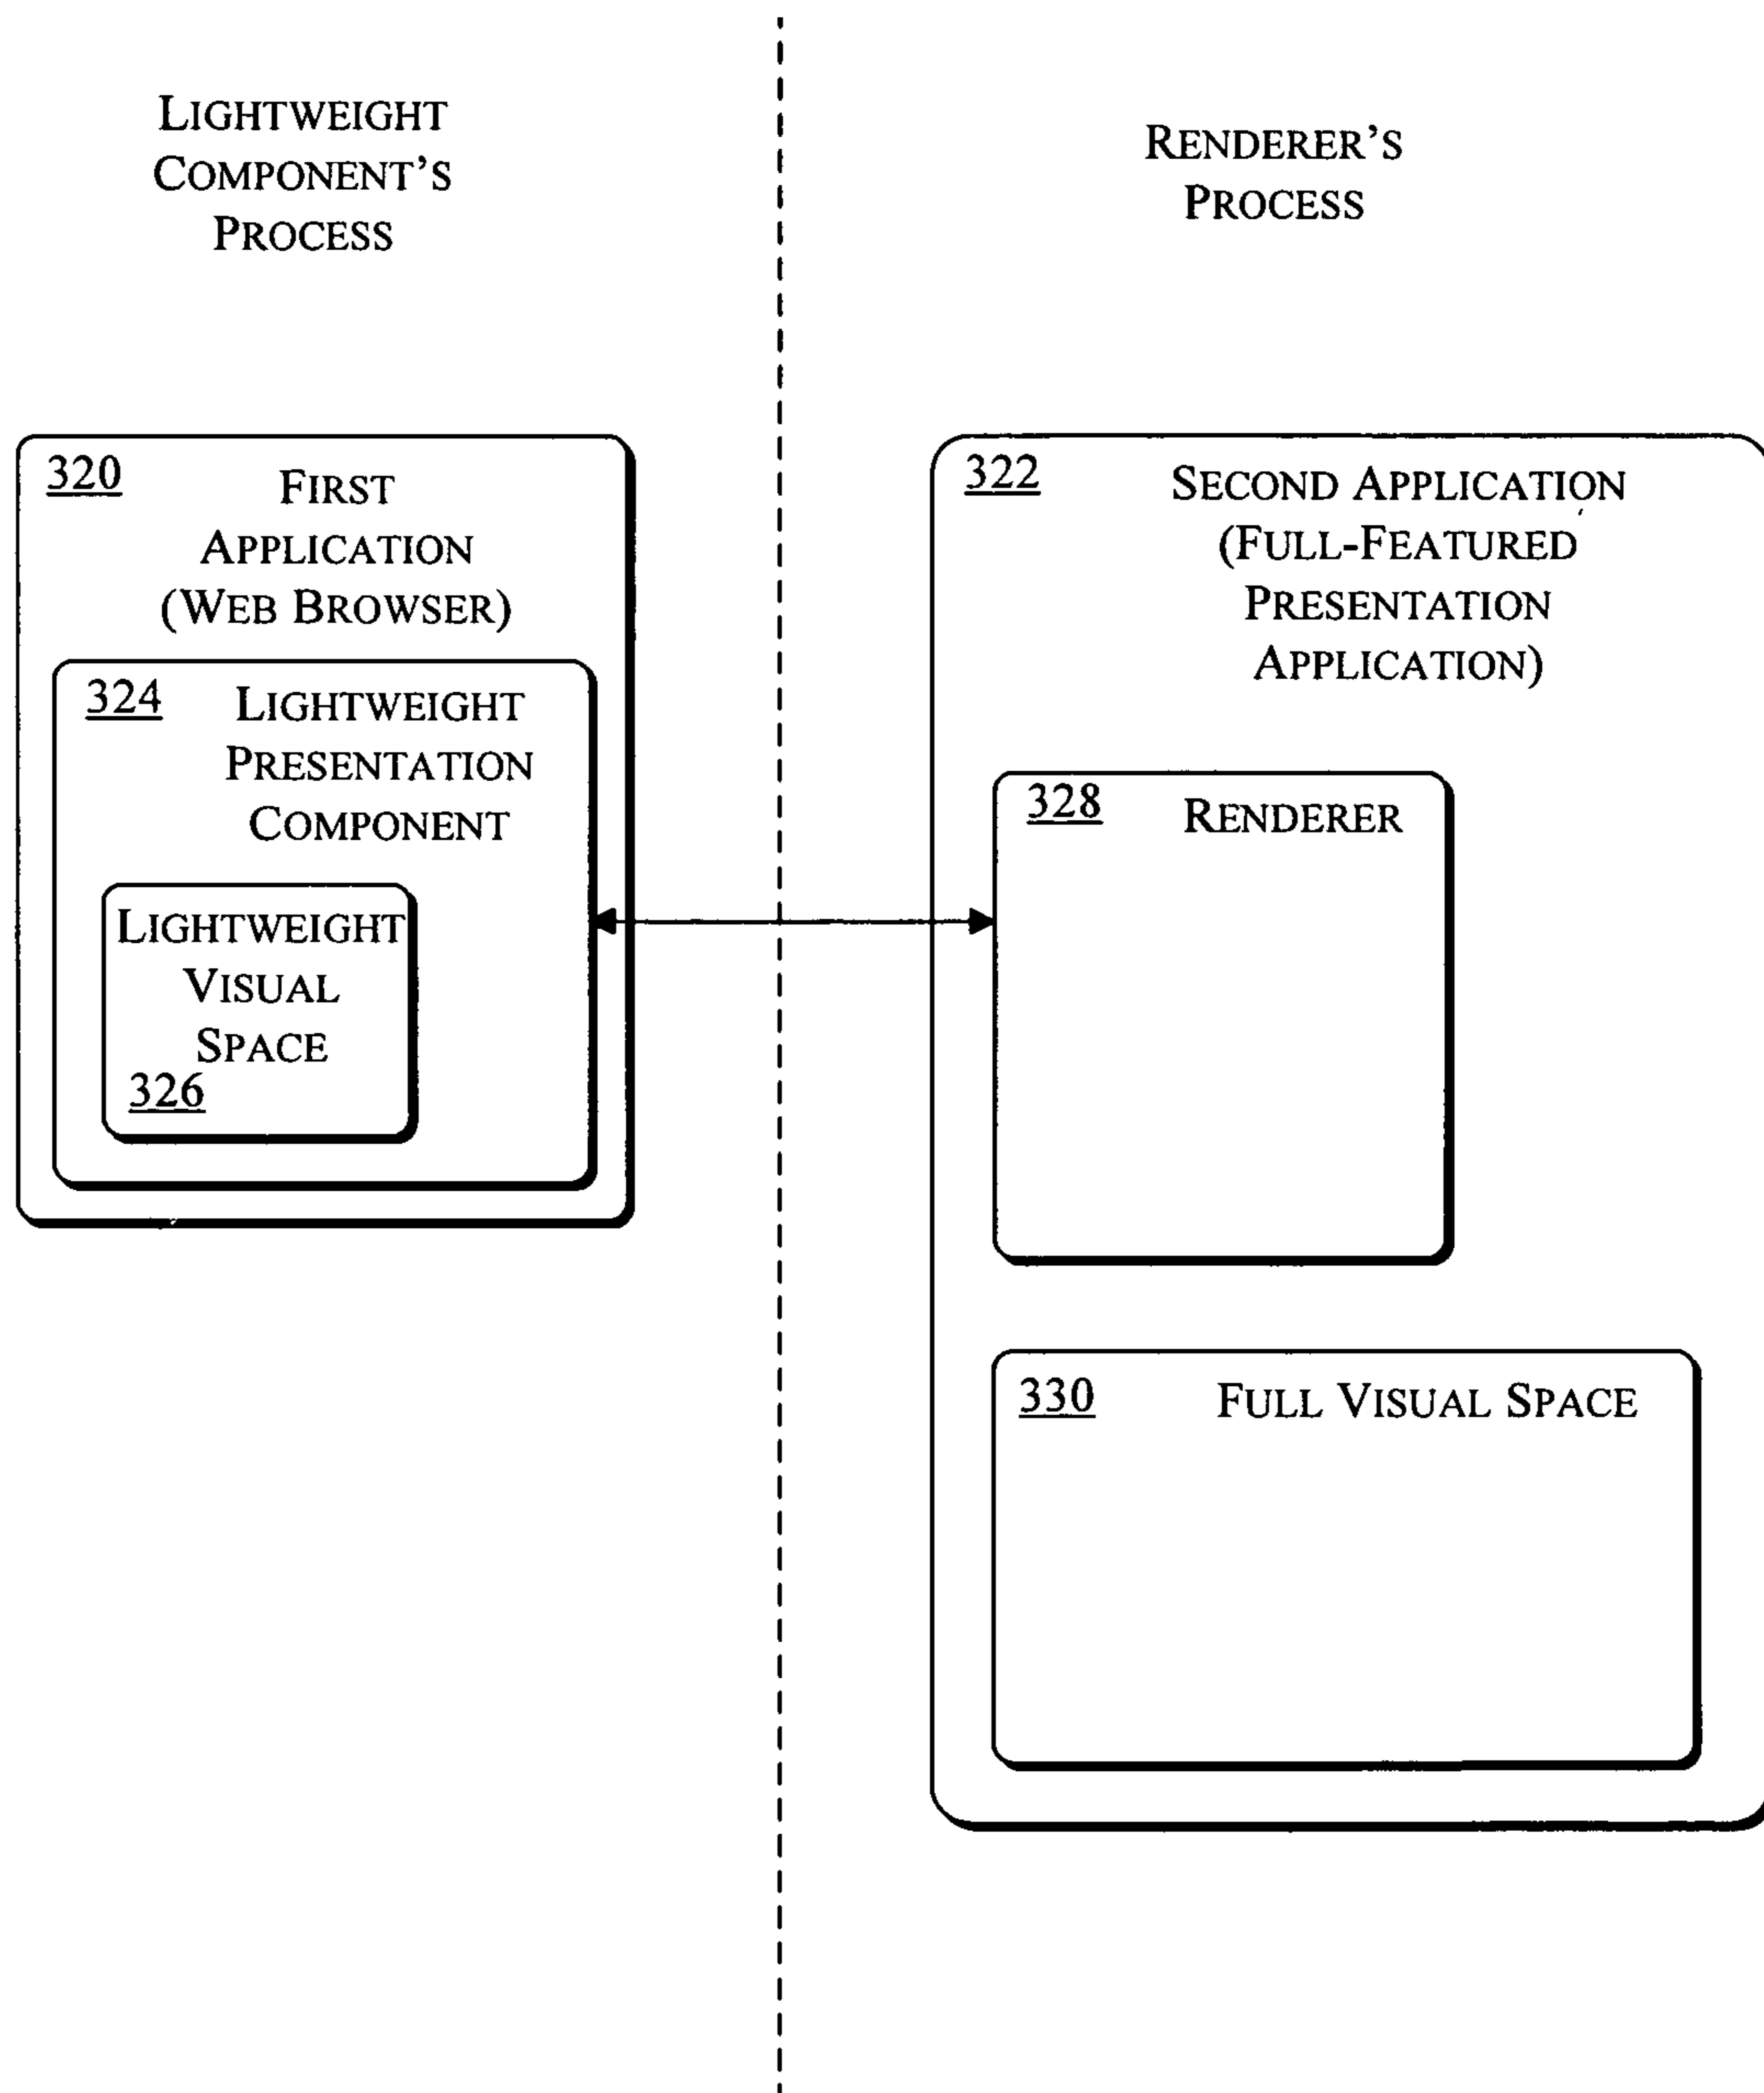 LIGHTWEIGHT
COMPONENT'S
PROCESS
RENDERER'S
PROCESS
320
FIRST
APPLICATION
(WEB BROWSER)
324
LIGHTWEIGHT
PRESENTATION
COMPONENT
LIGHTWEIGHT
VISUAL
SPACE
326
322
SECOND APPLICATION
(FULL-FEATURED
PRESENTATION
APPLICATION)
328
RENDERER
330
FULL VISUAL SPACE